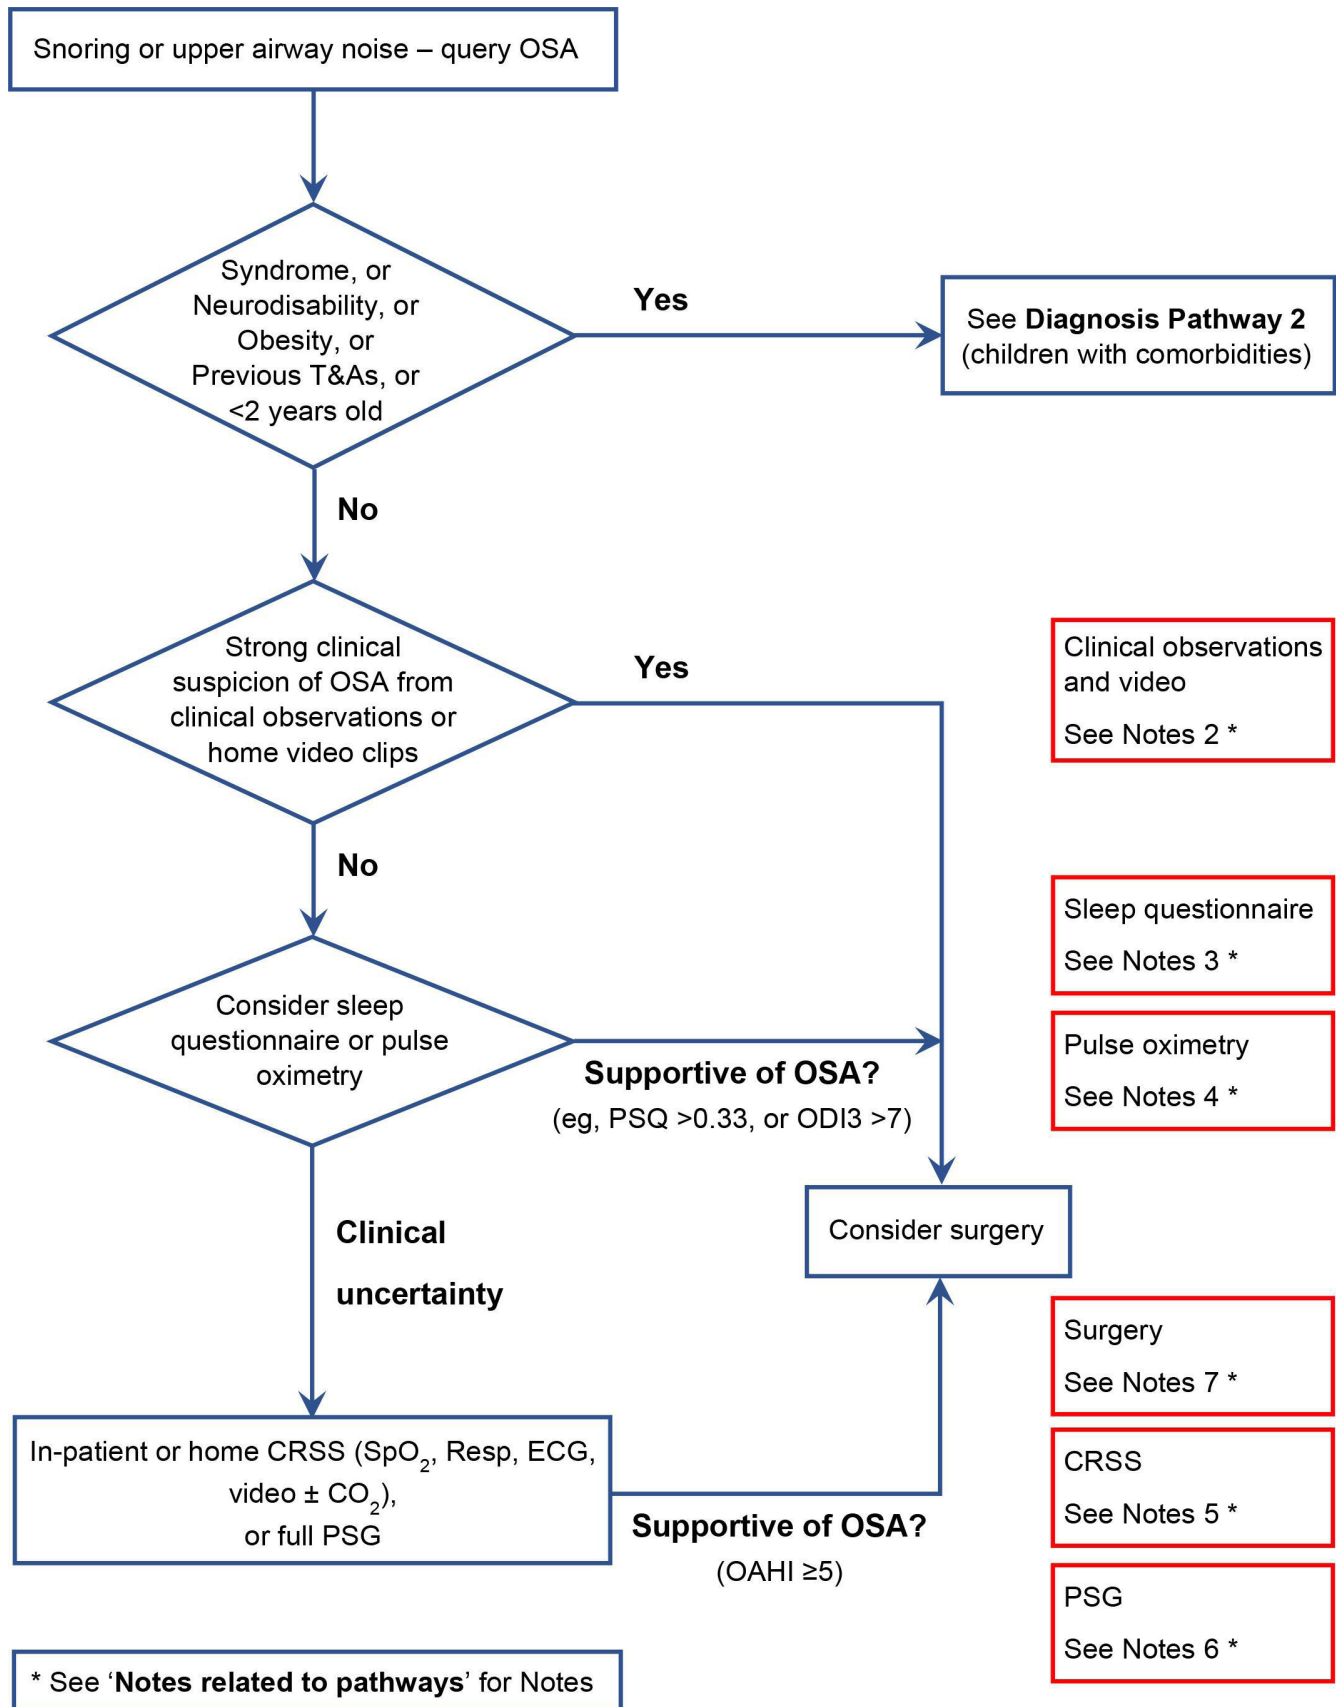 Snoring or upper airway noise – query OSA
Syndrome, or
Neurodisability, or
Obesity, or
Previous T&As, or
<2 years old
Yes
See Diagnosis Pathway 2
(children with comorbidities)
No
Strong clinical
suspicion of OSA from
clinical observations or
home video clips
Yes
Clinical observations
and video
See Notes 2 *
No
Sleep questionnaire
See Notes 3 *
Consider sleep
questionnaire or pulse
oximetry
Supportive of OSA?
(eg, PSQ >0.33, or ODI3 >7)
Pulse oximetry
See Notes 4 *
Clinical
uncertainty
Consider surgery
Surgery
See Notes 7 *
In-patient or home CRSS (SpO₂, Resp, ECG,
video ± CO₂),
or full PSG
Supportive of OSA?
(OAHI ≥5)
CRSS
See Notes 5 *
PSG
See Notes 6 *
* See ‘Notes related to pathways’ for Notes